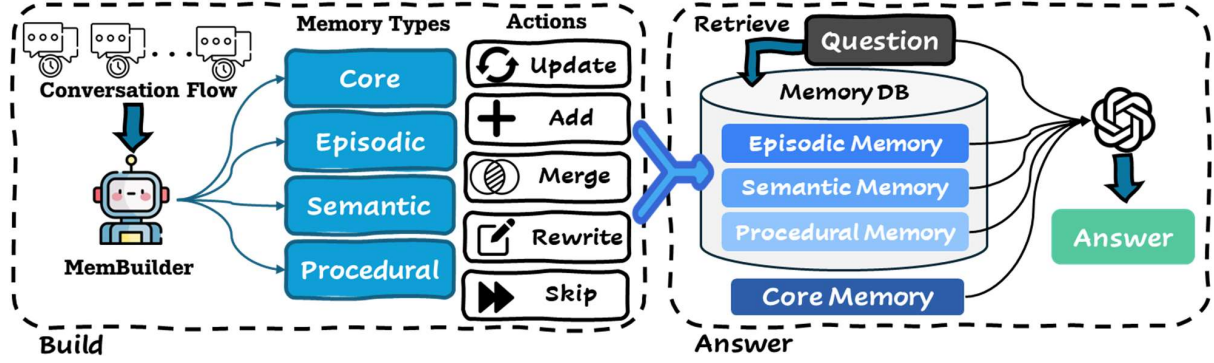 Conversation Flow
MemBuilder
Memory Types
Core
Episodic
Semantic
Procedural
Actions
Update
Add
Merge
Rewrite
Skip
Build
Retrieve
Question
Memory DB
Episodic Memory
Semantic Memory
Procedural Memory
Core Memory
Answer
Answer